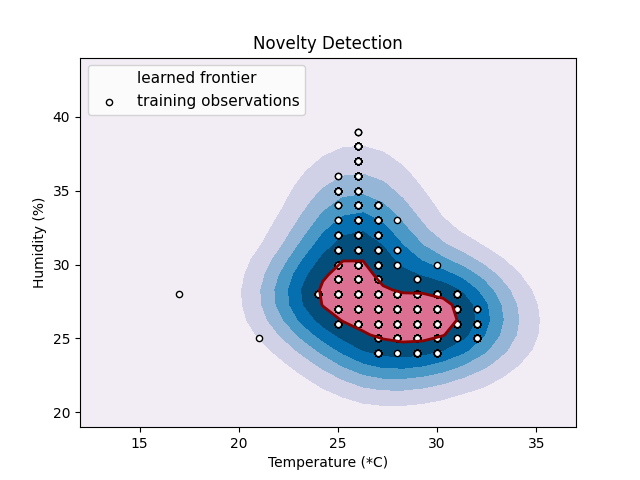 Novelty Detection
learned frontier
training observations
40
35
30
25
20
Humidity (%)
15
20
25
30
35
Temperature (*C)